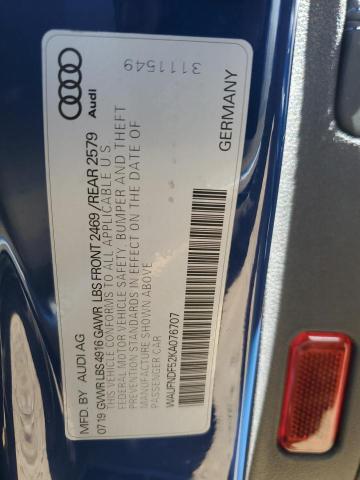 MFD. BY AUDI AG
07 19 GVWR LBS 4916 GAWR LBS FRONT 2469 / REAR 2579
THIS VEHICLE CONFORMS TO ALL APPLICABLE U S
FEDERAL MOTOR VEHICLE SAFETY, BUMPER AND THEFT
PREVENTION STANDARDS IN EFFECT ON THE DATE OF
MANUFACTURE SHOWN ABOVE
PASSENGER CAR
WAUFNDF52KA076707
GERMANY
Audi
3111549